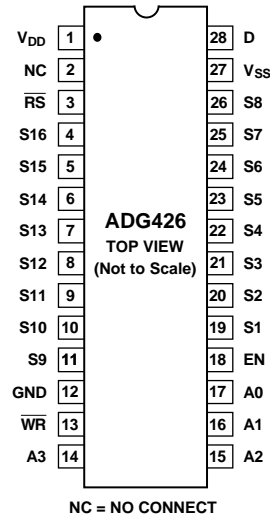 VDD 1 28 D
NC 2 27 VSS
R̅S̅ 3 26 S8
S16 4 25 S7
S15 5 24 S6
S14 6 23 S5
S13 7 ADG426 22 S4
TOP VIEW
S12 8 (Not to Scale) 21 S3
S11 9 20 S2
S10 10 19 S1
S9 11 18 EN
GND 12 17 A0
W̅R̅ 13 16 A1
A3 14 15 A2
NC = NO CONNECT